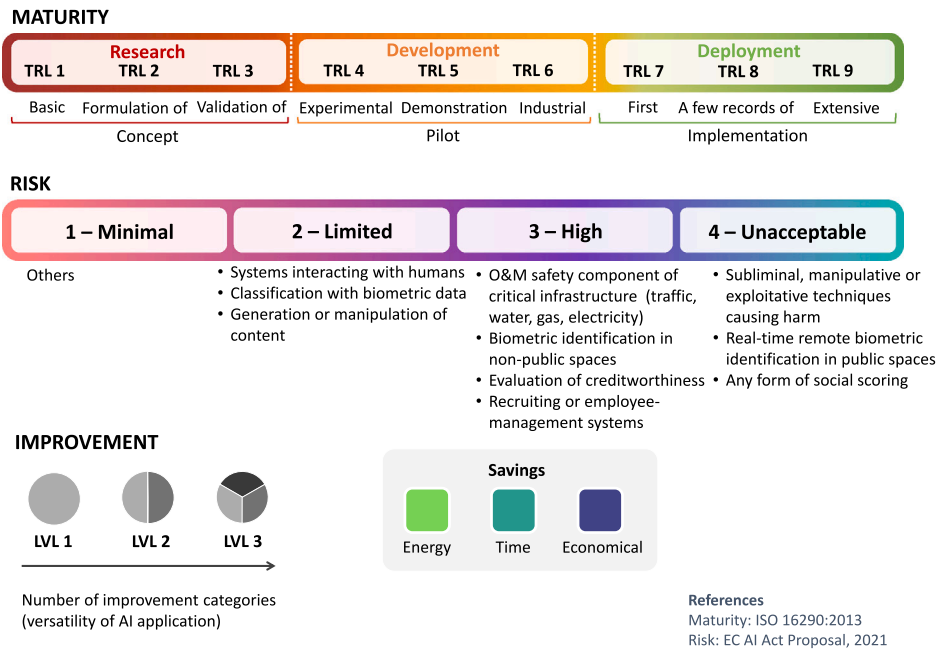 MATURITY
Research Development Deployment
TRL 1 TRL 2 TRL 3 TRL 4 TRL 5 TRL 6 TRL 7 TRL 8 TRL 9
Basic Formulation of Validation of Experimental Demonstration Industrial First A few records of Extensive
Concept Pilot Implementation
RISK
1 – Minimal 2 – Limited 3 – High 4 – Unacceptable
Others
• Systems interacting with humans
• Classification with biometric data
• Generation or manipulation of
content
• O&M safety component of
critical infrastructure (traffic,
water, gas, electricity)
• Biometric identification in
non-public spaces
• Evaluation of creditworthiness
• Recruiting or employee-
management systems
• Subliminal, manipulative or
exploitative techniques
causing harm
• Real-time remote biometric
identification in public spaces
• Any form of social scoring
IMPROVEMENT
LVL 1 LVL 2 LVL 3
Number of improvement categories
(versatility of AI application)
Savings
Energy Time Economical
References
Maturity: ISO 16290:2013
Risk: EC AI Act Proposal, 2021